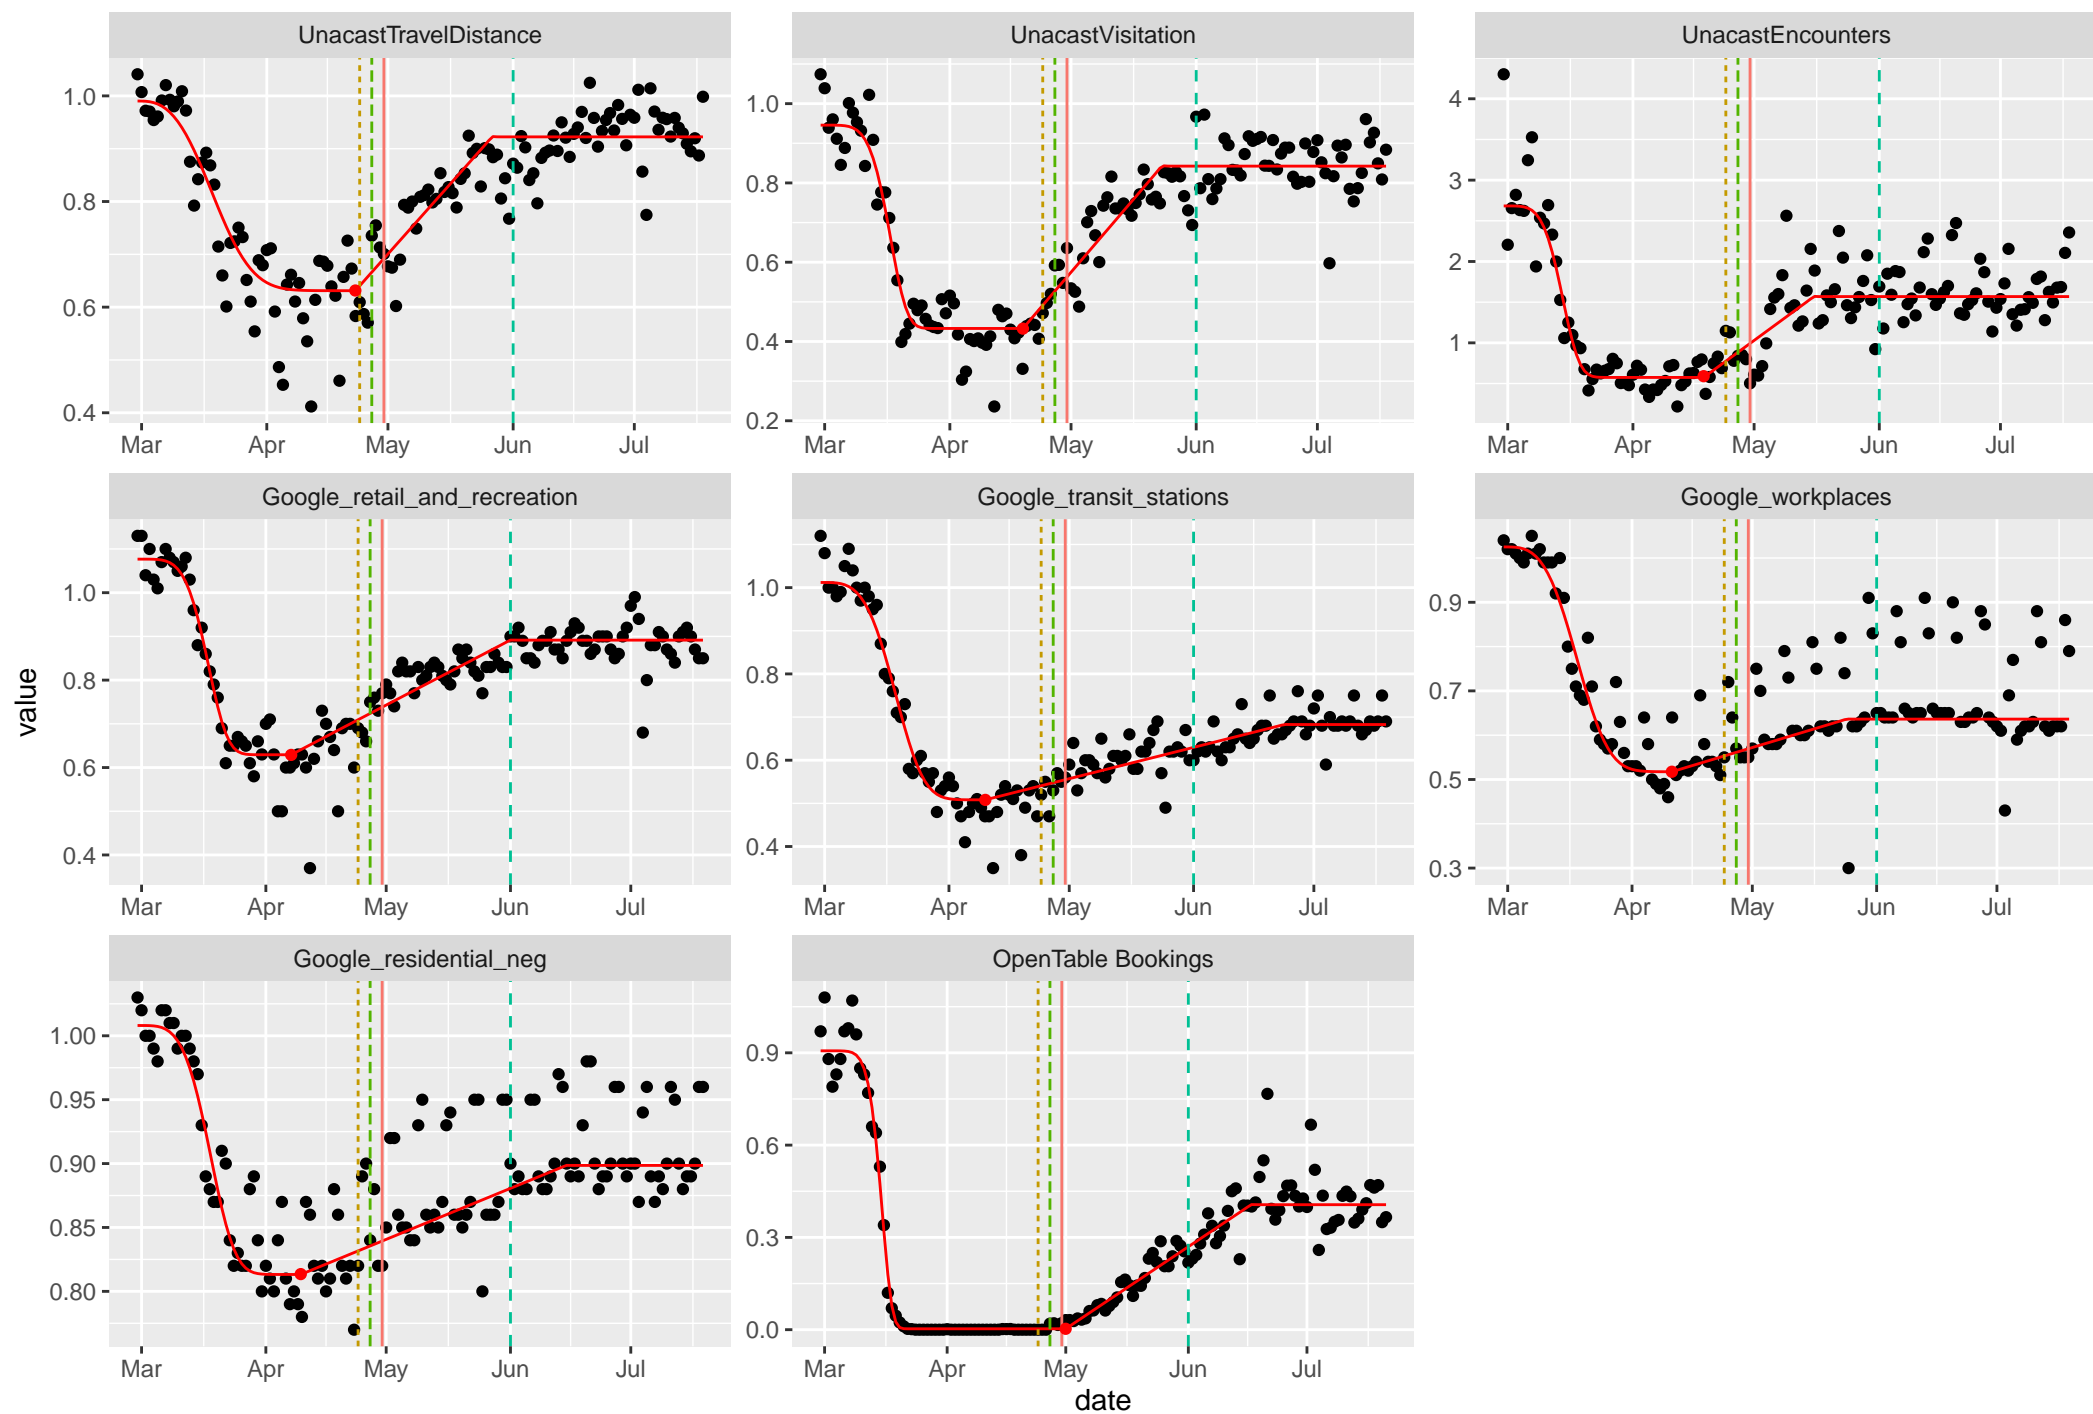 UnacastTravelDistance
UnacastVisitation
UnacastEncounters
1.0
0.8
0.6
0.4
Mar Apr May Jun Jul
1.0
0.8
0.6
0.4
0.2
Mar Apr May Jun Jul
4
3
2
1
Mar Apr May Jun Jul
Google_retail_and_recreation
Google_transit_stations
Google_workplaces
value
1.0
0.8
0.6
0.4
Mar Apr May Jun Jul
1.0
0.8
0.6
0.4
Mar Apr May Jun Jul
0.9
0.7
0.5
0.3
Mar Apr May Jun Jul
Google_residential_neg
OpenTable Bookings
1.00
0.95
0.90
0.85
0.80
Mar Apr May Jun Jul
0.9
0.6
0.3
0.0
Mar Apr May Jun Jul
date